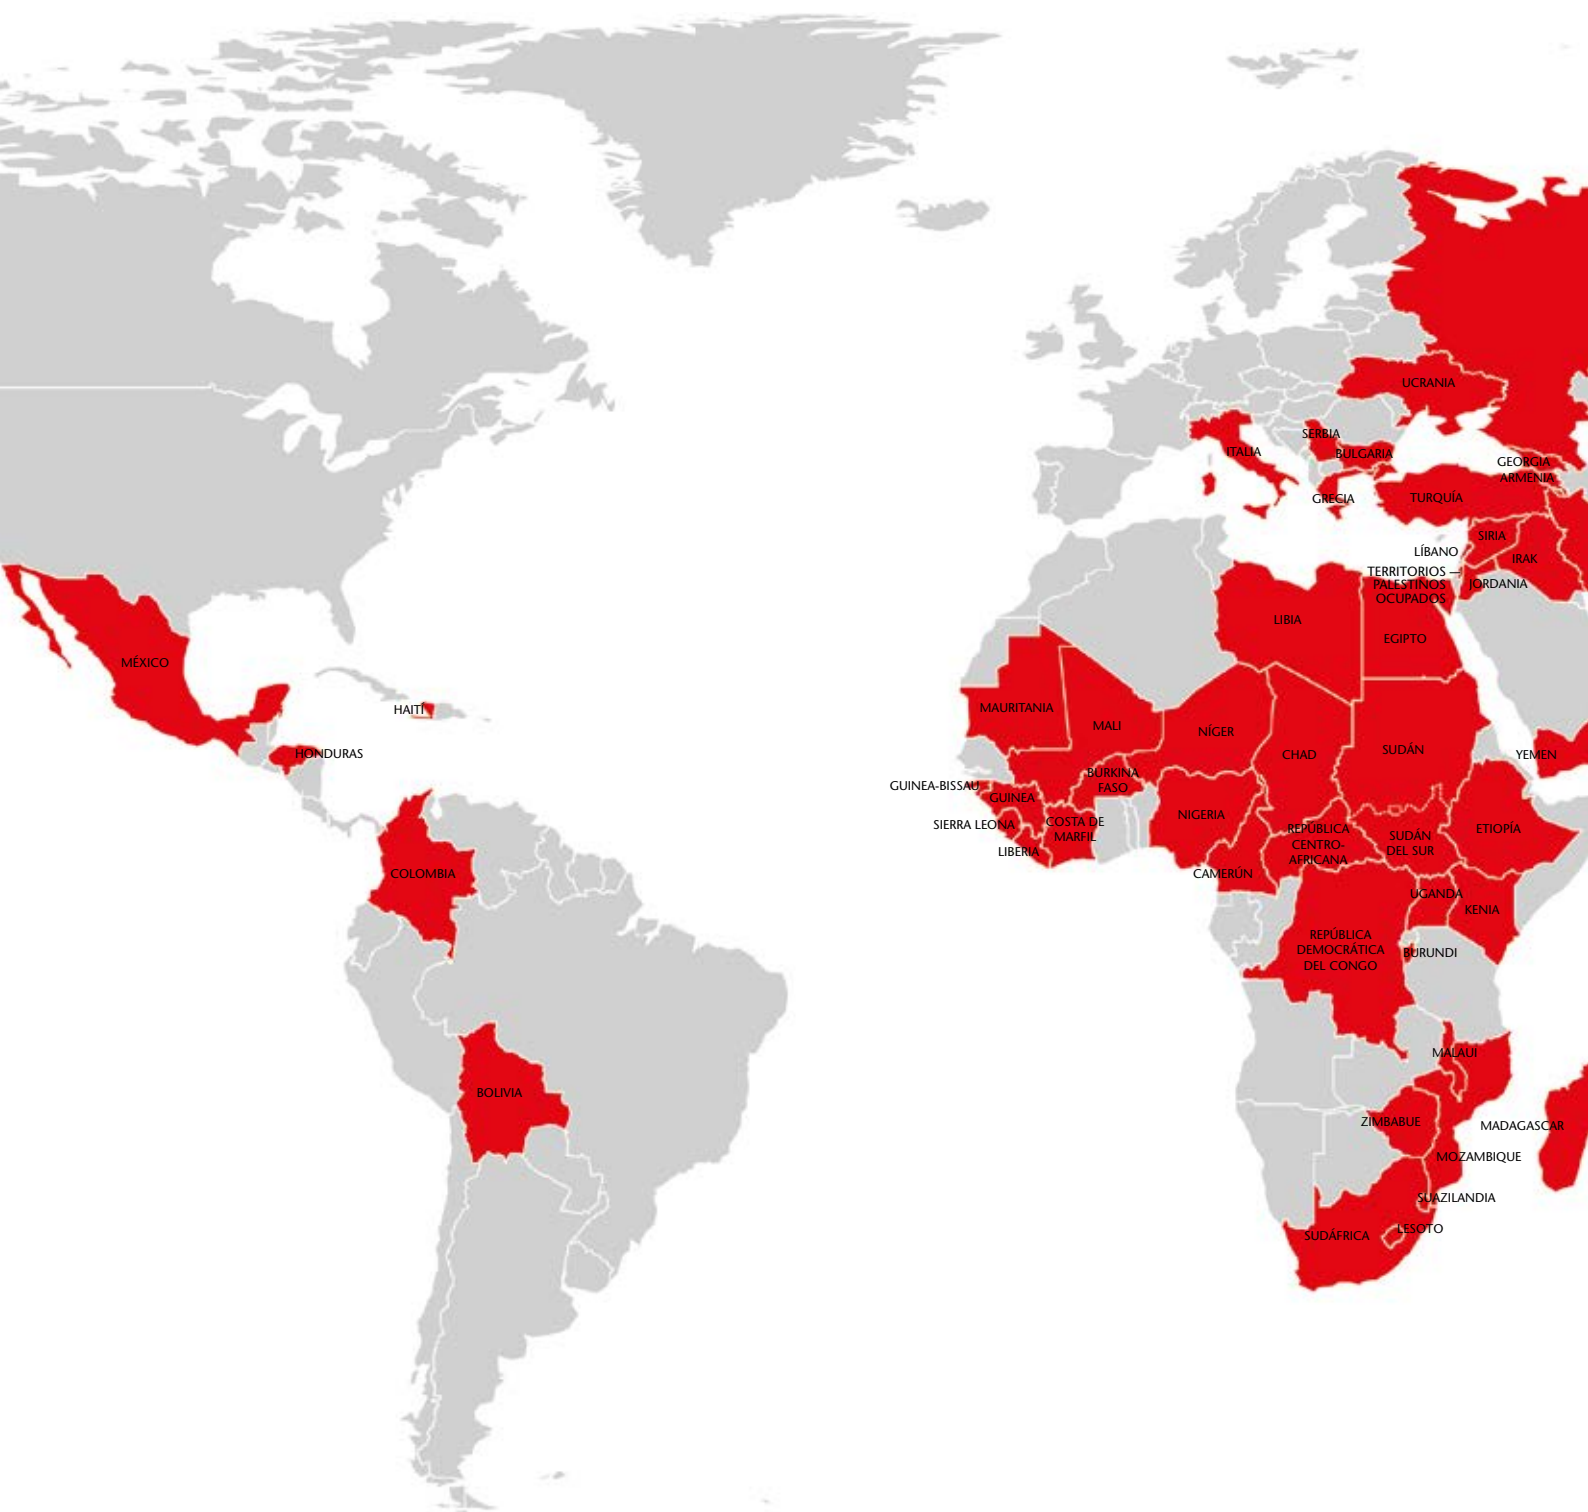 UCRANIA
SERBIA
ITALIA
BULGARIA
GEORGIA
ARMENIA
GRECIA
TURQUÍA
SIRIA
LÍBANO
IRAK
TERRITORIOS —
PALESTINOS
OCUPADOS
JORDANIA
LIBIA
EGIPTO
MÉXICO
HAITÍ
HONDURAS
MAURITANIA
MALI
NÍGER
CHAD
SUDÁN
YEMEN
BURKINA
FASO
GUINEA-BISSAU
GUINEA
SIERRA LEONA
COSTA DE
MARFIL
LIBERIA
NIGERIA
REPÚBLICA
CENTRO-
AFRICANA
SUDÁN
DEL SUR
ETIOPÍA
CAMERÚN
COLOMBIA
UGANDA
KENIA
REPÚBLICA
DEMOCRÁTICA
DEL CONGO
BURUNDI
BOLIVIA
MALAUI
ZIMBABUE
MADAGASCAR
MOZAMBIQUE
SUAZILANDIA
LESOTO
SUDÁFRICA